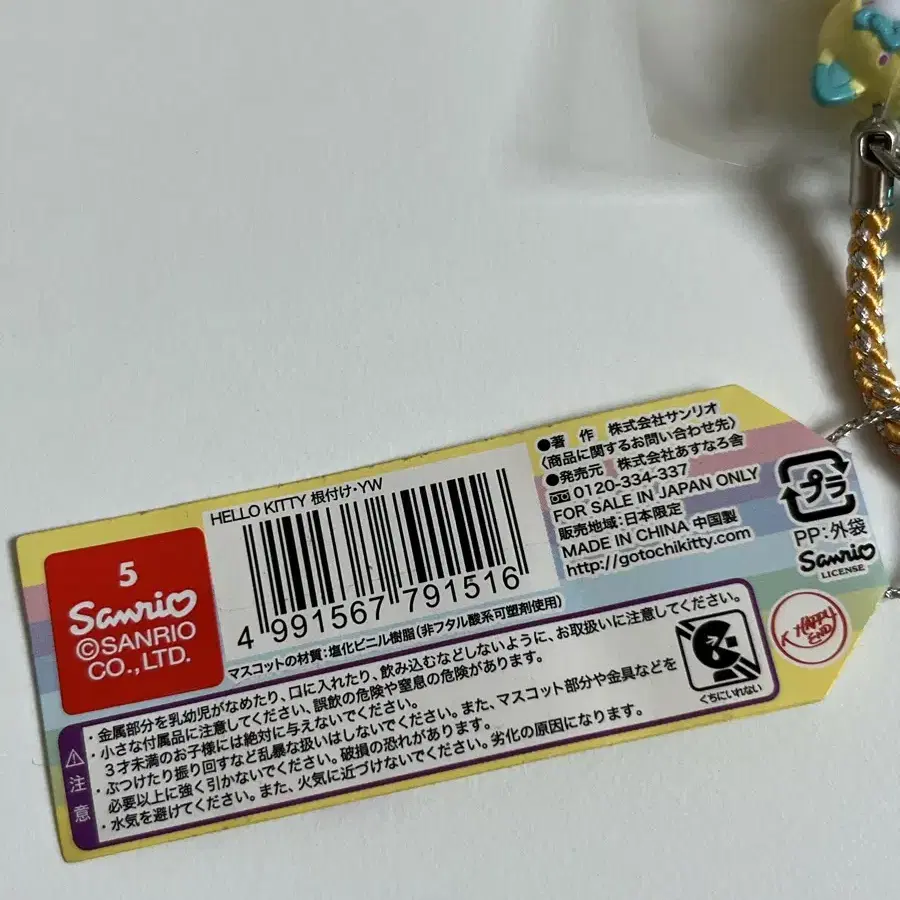 5
Sanrio
©SANRIO
CO.,LTD.
HELLO KITTY 根付け・YW
4 991567 791516
マスコットの材質：塩化ビニル樹脂（非フタル酸系可塑剤使用）
●著　作　株式会社サンリオ
〈商品に関するお問い合わせ先〉
●発売元　株式会社あすなろ舎
0120-334-337
FOR SALE IN JAPAN ONLY
販売地域：日本限定
MADE IN CHINA 中国製
http://gotochikitty.com
プラ
PP：外袋
Sanrio
LICENSE
A HAPPY
END
注意
・金属部分を乳幼児がなめたり、口に入れたり、飲み込むなどしないように、お取扱いに注意してください。
・小さな付属品に注意してください、誤飲の危険や窒息の危険があります。
３才未満のお子様には絶対に与えないでください。
・ぶつけたり振り回すなど乱暴な扱いはしないでください。また、マスコット部分や金具などを
必要以上に強く引かないでください。破損の恐れがあります。
・水気を避けてください。また、火気に近づけないでください。劣化の原因になります。
くちにいれない